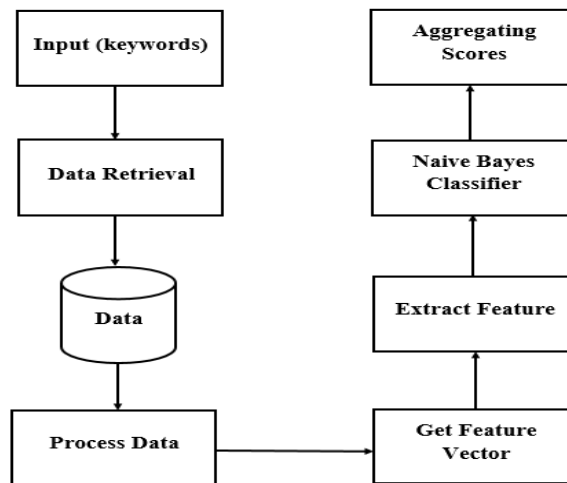 Input (keywords)
Data Retrieval
Data
Process Data
Get Feature
Vector
Extract Feature
Naive Bayes
Classifier
Aggregating
Scores